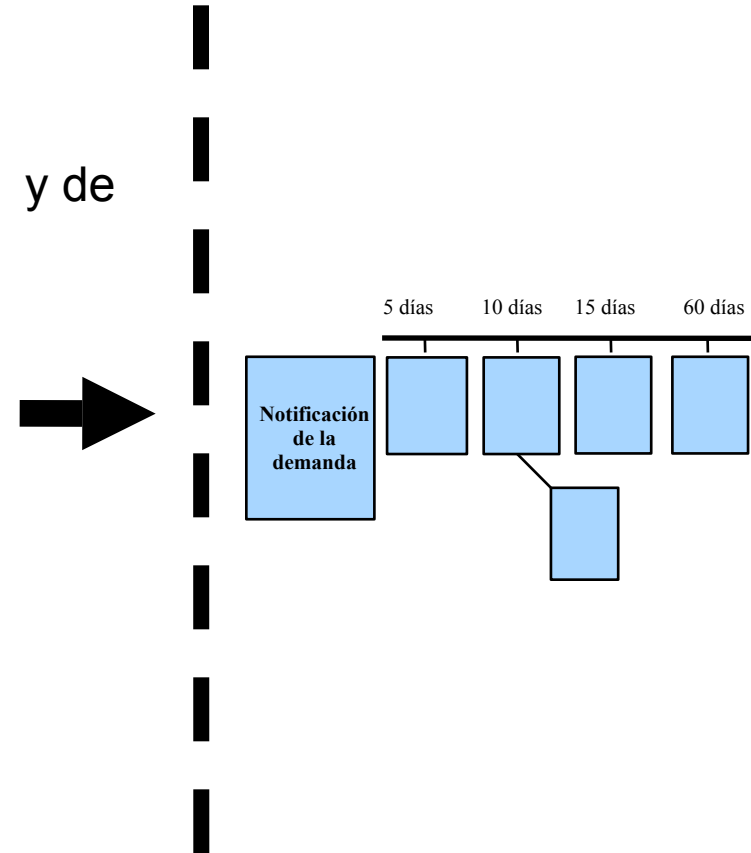 y de
5 días 10 días 15 días 60 días
Notificación
de la
demanda